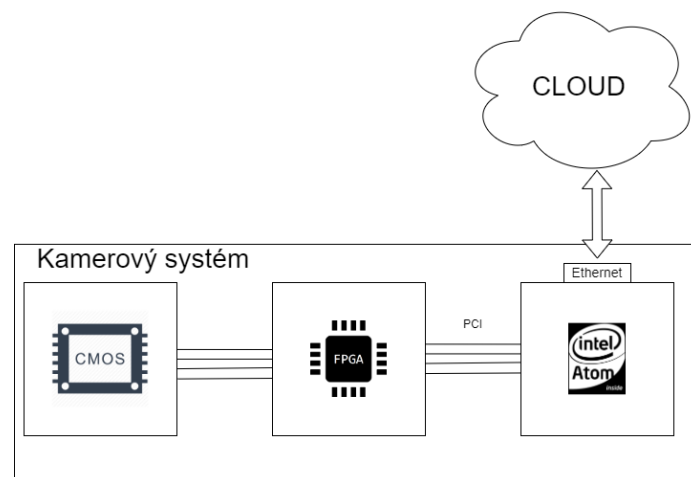 CLOUD
Kamerový systém
Ethernet
CMOS
FPGA
PCI
intel
Atom
inside